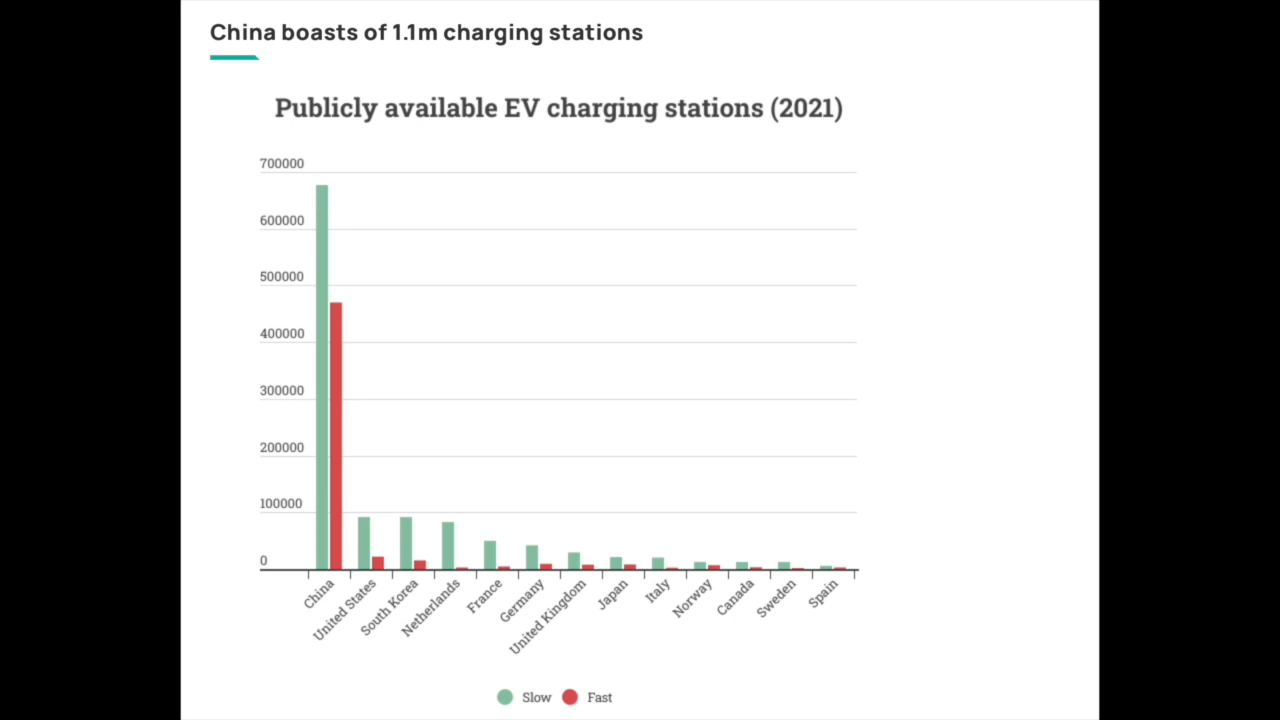 China boasts of 1.1m charging stations
Publicly available EV charging stations (2021)
700000
600000
500000
400000
300000
200000
100000
0
China
United States
South Korea
Netherlands
France
Germany
United Kingdom
Japan
Italy
Norway
Canada
Sweden
Spain
Slow Fast